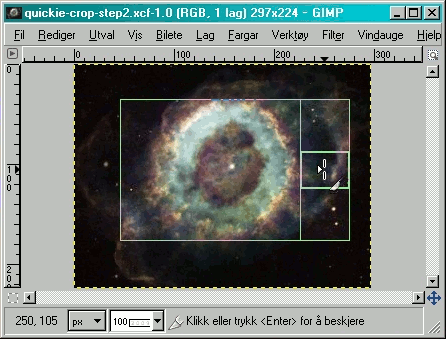 quickie-crop-step2.xcf-1.0 (RGB, 1 lag) 297x224 – GIMP
Fil Rediger Utval Vis Bilete Lag Fargar Verktøy Filter Vindauge Hjelp
0 100 200 300
0
100
200
250, 105 px 100 Klikk eller trykk <Enter> for å beskjere